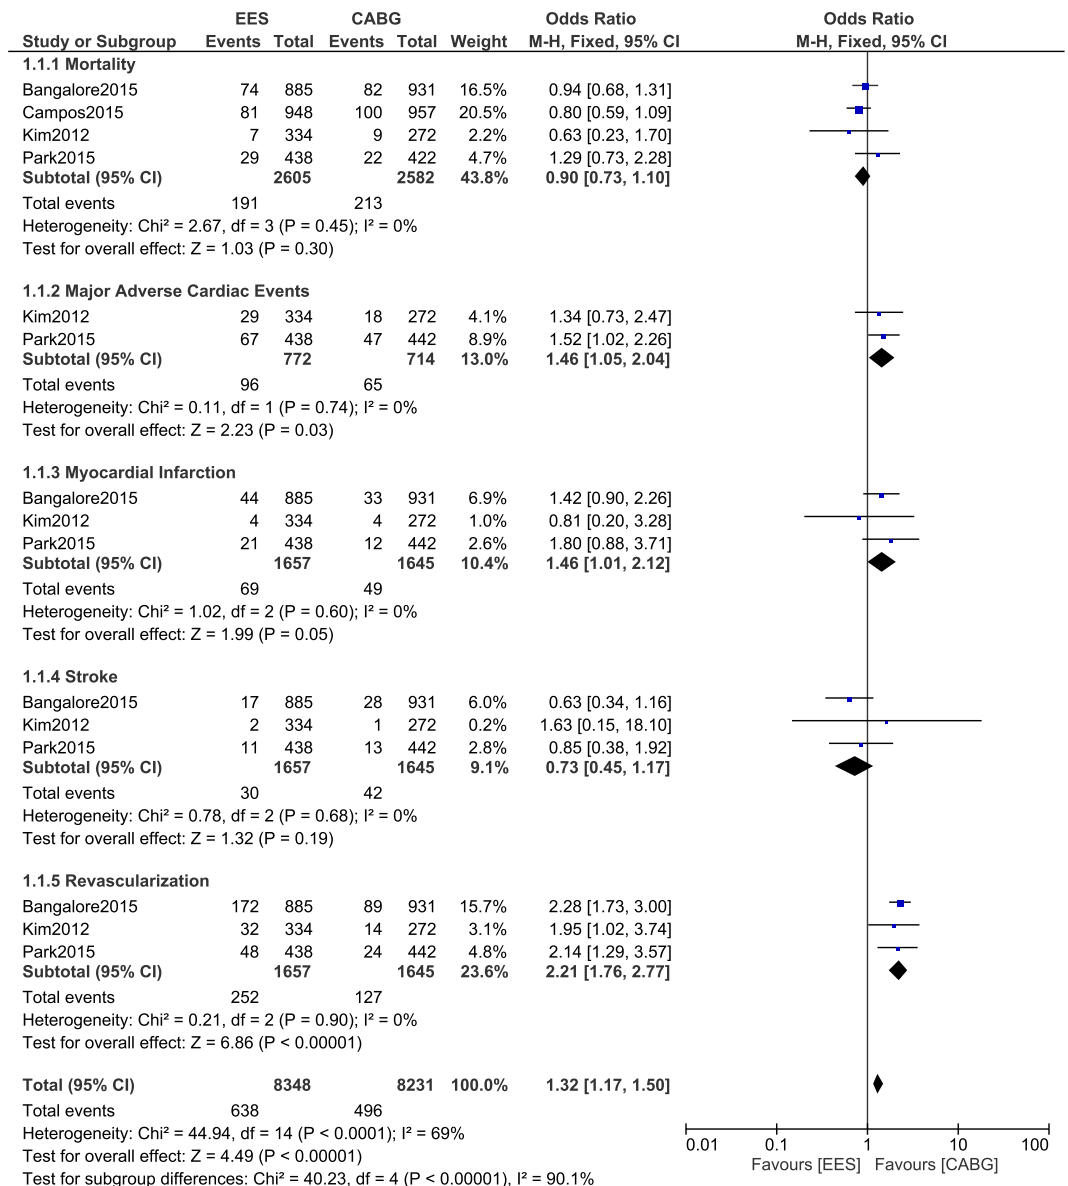 EES CABG Odds Ratio Odds Ratio
Study or Subgroup Events Total Events Total Weight M-H, Fixed, 95% CI M-H, Fixed, 95% CI
1.1.1 Mortality
Bangalore2015 74 885 82 931 16.5% 0.94 [0.68, 1.31]
Campos2015 81 948 100 957 20.5% 0.80 [0.59, 1.09]
Kim2012 7 334 9 272 2.2% 0.63 [0.23, 1.70]
Park2015 29 438 22 422 4.7% 1.29 [0.73, 2.28]
Subtotal (95% CI) 2605 2582 43.8% 0.90 [0.73, 1.10]
Total events 191 213
Heterogeneity: Chi² = 2.67, df = 3 (P = 0.45); I² = 0%
Test for overall effect: Z = 1.03 (P = 0.30)
1.1.2 Major Adverse Cardiac Events
Kim2012 29 334 18 272 4.1% 1.34 [0.73, 2.47]
Park2015 67 438 47 442 8.9% 1.52 [1.02, 2.26]
Subtotal (95% CI) 772 714 13.0% 1.46 [1.05, 2.04]
Total events 96 65
Heterogeneity: Chi² = 0.11, df = 1 (P = 0.74); I² = 0%
Test for overall effect: Z = 2.23 (P = 0.03)
1.1.3 Myocardial Infarction
Bangalore2015 44 885 33 931 6.9% 1.42 [0.90, 2.26]
Kim2012 4 334 4 272 1.0% 0.81 [0.20, 3.28]
Park2015 21 438 12 442 2.6% 1.80 [0.88, 3.71]
Subtotal (95% CI) 1657 1645 10.4% 1.46 [1.01, 2.12]
Total events 69 49
Heterogeneity: Chi² = 1.02, df = 2 (P = 0.60); I² = 0%
Test for overall effect: Z = 1.99 (P = 0.05)
1.1.4 Stroke
Bangalore2015 17 885 28 931 6.0% 0.63 [0.34, 1.16]
Kim2012 2 334 1 272 0.2% 1.63 [0.15, 18.10]
Park2015 11 438 13 442 2.8% 0.85 [0.38, 1.92]
Subtotal (95% CI) 1657 1645 9.1% 0.73 [0.45, 1.17]
Total events 30 42
Heterogeneity: Chi² = 0.78, df = 2 (P = 0.68); I² = 0%
Test for overall effect: Z = 1.32 (P = 0.19)
1.1.5 Revascularization
Bangalore2015 172 885 89 931 15.7% 2.28 [1.73, 3.00]
Kim2012 32 334 14 272 3.1% 1.95 [1.02, 3.74]
Park2015 48 438 24 442 4.8% 2.14 [1.29, 3.57]
Subtotal (95% CI) 1657 1645 23.6% 2.21 [1.76, 2.77]
Total events 252 127
Heterogeneity: Chi² = 0.21, df = 2 (P = 0.90); I² = 0%
Test for overall effect: Z = 6.86 (P < 0.00001)
Total (95% CI) 8348 8231 100.0% 1.32 [1.17, 1.50]
Total events 638 496
Heterogeneity: Chi² = 44.94, df = 14 (P < 0.0001); I² = 69%
Test for overall effect: Z = 4.49 (P < 0.00001)
Test for subgroup differences: Chi² = 40.23, df = 4 (P < 0.00001), I² = 90.1%
0.01 0.1 1 10 100
Favours [EES] Favours [CABG]